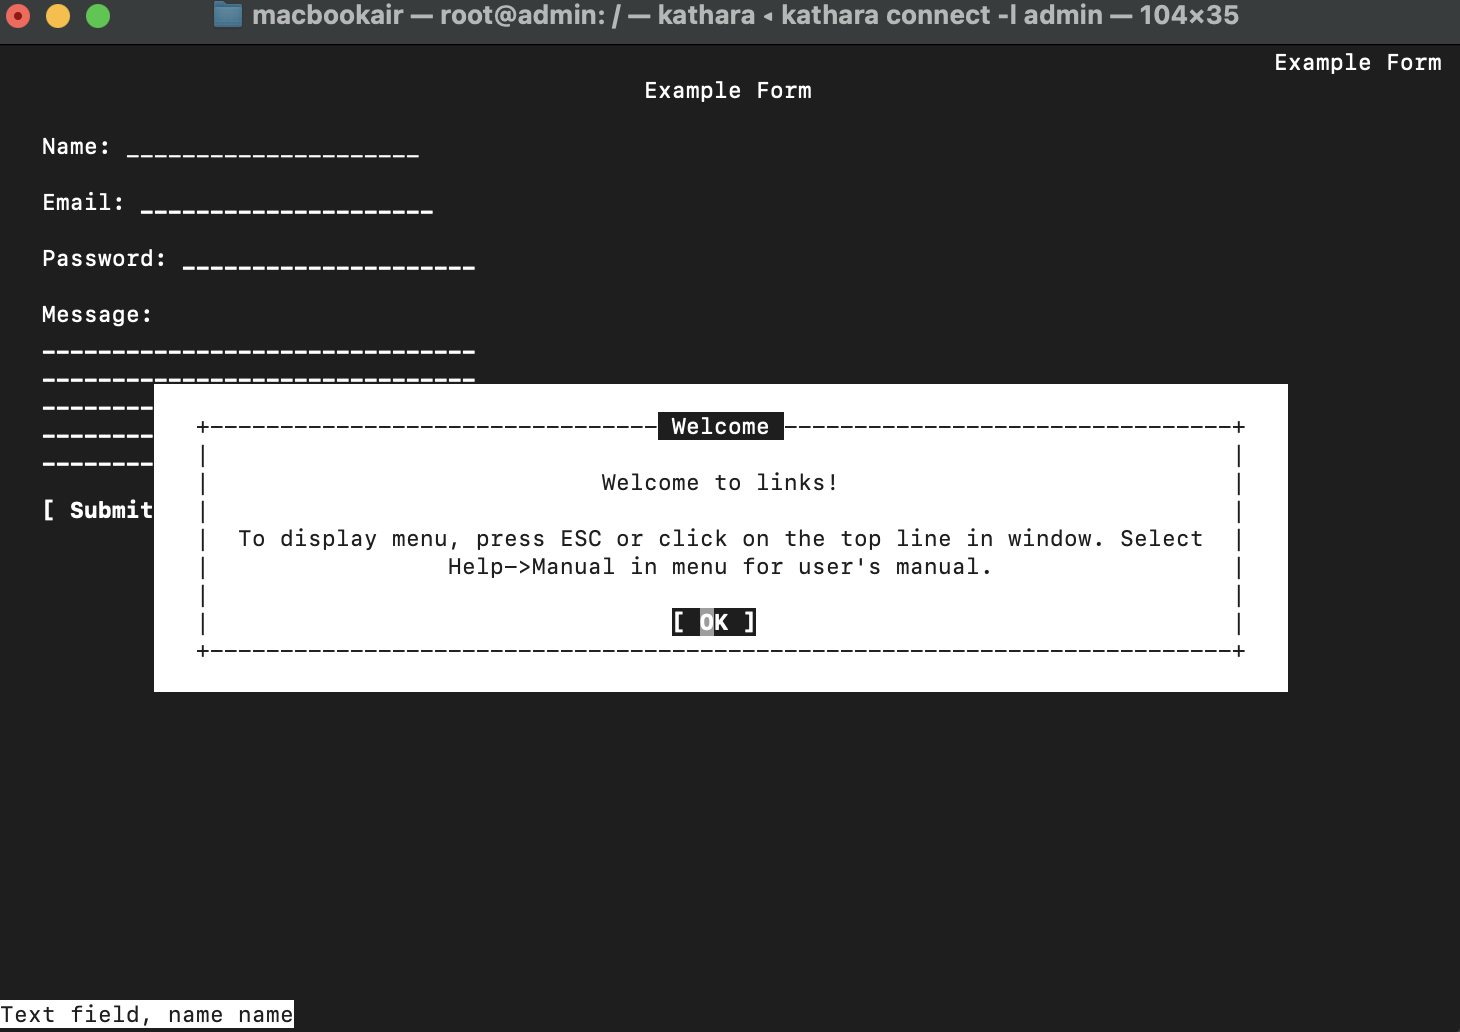 macbookair — root@admin: / — kathara ◂ kathara connect -l admin — 104×35
Example Form
Example Form
Name: _____________________
Email: _____________________
Password: _____________________
Message:
_______________________________
_______________________________
________
________
________
[ Submit
Welcome
Welcome to links!
To display menu, press ESC or click on the top line in window. Select
Help->Manual in menu for user's manual.
[ OK ]
Text field, name name